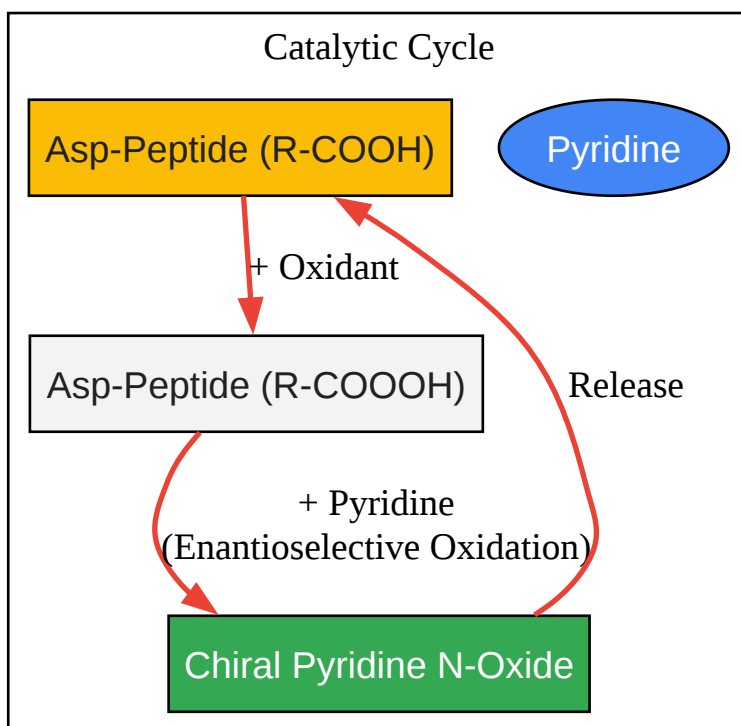 Catalytic Cycle
Asp-Peptide (R-COOH)
Pyridine
+ Oxidant
Asp-Peptide (R-COOOH)
Release
+ Pyridine
(Enantioselective Oxidation)
Chiral Pyridine N-Oxide